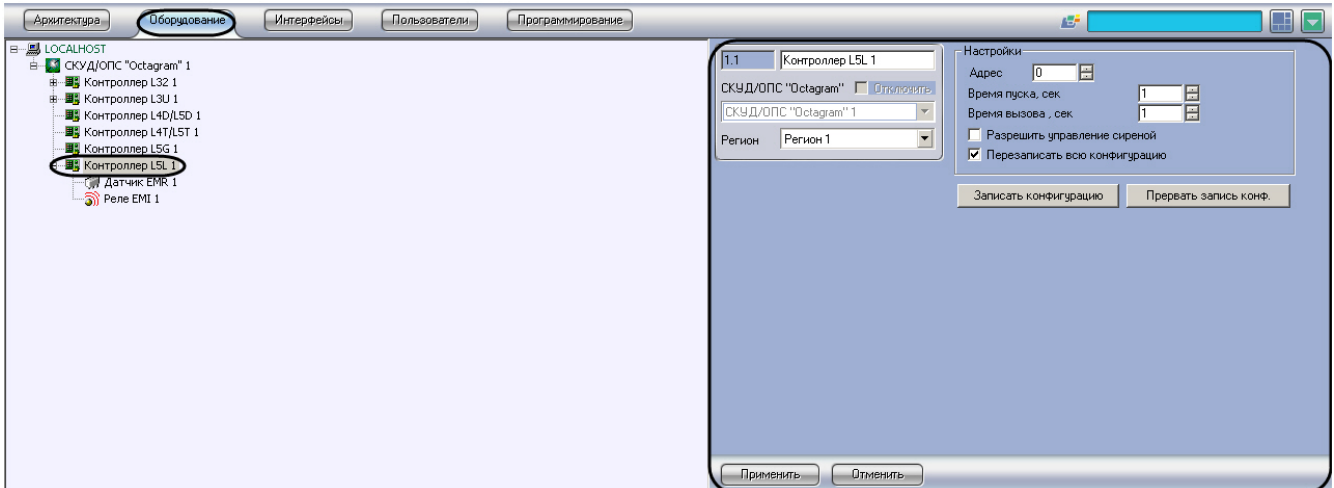 Архитектура Оборудование Интерфейсы Пользователи Программирование
LOCALHOST
СКУД/ОПС "Octagram" 1
Контроллер L32 1
Контроллер L3U 1
Контроллер L4D/L5D 1
Контроллер L4T/L5T 1
Контроллер L5G 1
Контроллер L5L 1
Датчик EMR 1
Реле EMI 1
1.1 Контроллер L5L 1
СКУД/ОПС "Octagram" Отключить
СКУД/ОПС "Octagram" 1
Регион Регион 1
Настройки
Адрес 0
Время пуска, сек 1
Время вызова , сек 1
Разрешить управление сиреной
Перезаписать всю конфигурацию
Записать конфигурацию Прервать запись конф.
Применить Отменить